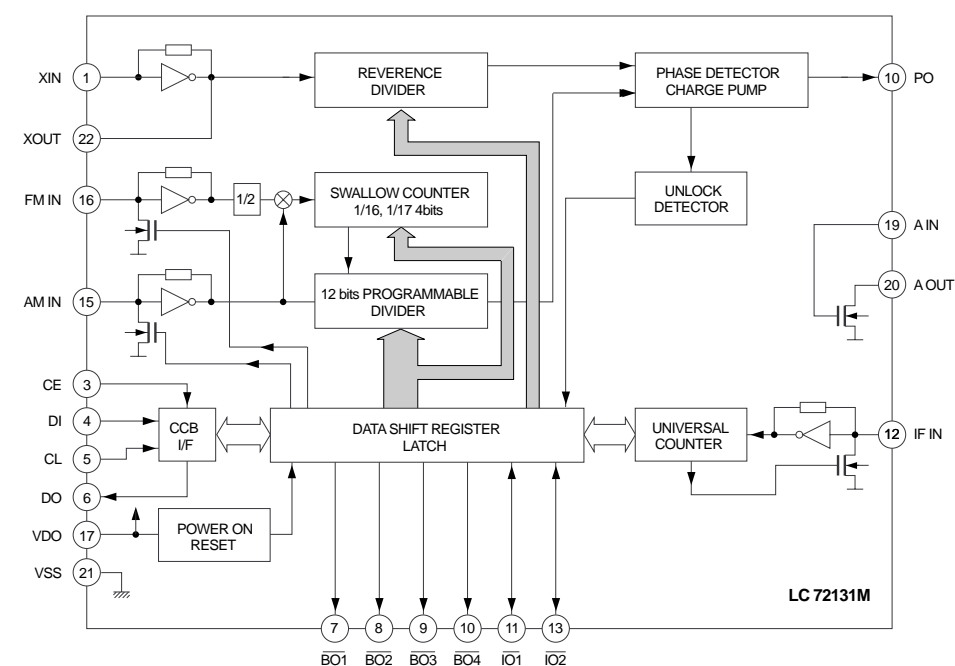 XIN
1
REVERENCE
DIVIDER
PHASE DETECTOR
CHARGE PUMP
10
PO
XOUT
22
FM IN
16
1/2
SWALLOW COUNTER
1/16, 1/17 4bits
UNLOCK
DETECTOR
19
A IN
AM IN
15
12 bits PROGRAMMABLE
DIVIDER
20
A OUT
CE
3
DI
4
CCB
I/F
DATA SHIFT REGISTER
LATCH
UNIVERSAL
COUNTER
12
IF IN
CL
5
DO
6
VDO
17
POWER ON
RESET
VSS
21
LC 72131M
7
8
9
10
11
13
BO1
BO2
BO3
BO4
IO1
IO2